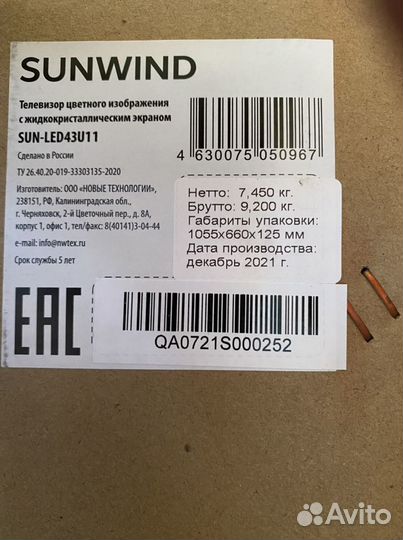 SUNWIND
Телевизор цветного изображения
с жидкокристаллическим экраном
SUN-LED43U11
Сделано в России
ТУ 26.40.20-019-33303135-2020
Изготовитель: ООО «НОВЫЕ ТЕХНОЛОГИИ»,
238151, РФ, Калининградская обл.,
г. Черняховск, 2-й Цветочный пер., д. 8А,
корпус 1, офис 1, тел/факс: 8(40141)3-04-44
e-mail: info@nwtex.ru
Срок службы 5 лет
4 630075 050967
Нетто: 7,450 кг.
Брутто: 9,200 кг.
Габариты упаковки:
1055х660х125 мм
Дата производства:
декабрь 2021 г.
EAC
QA0721S000252
Avito